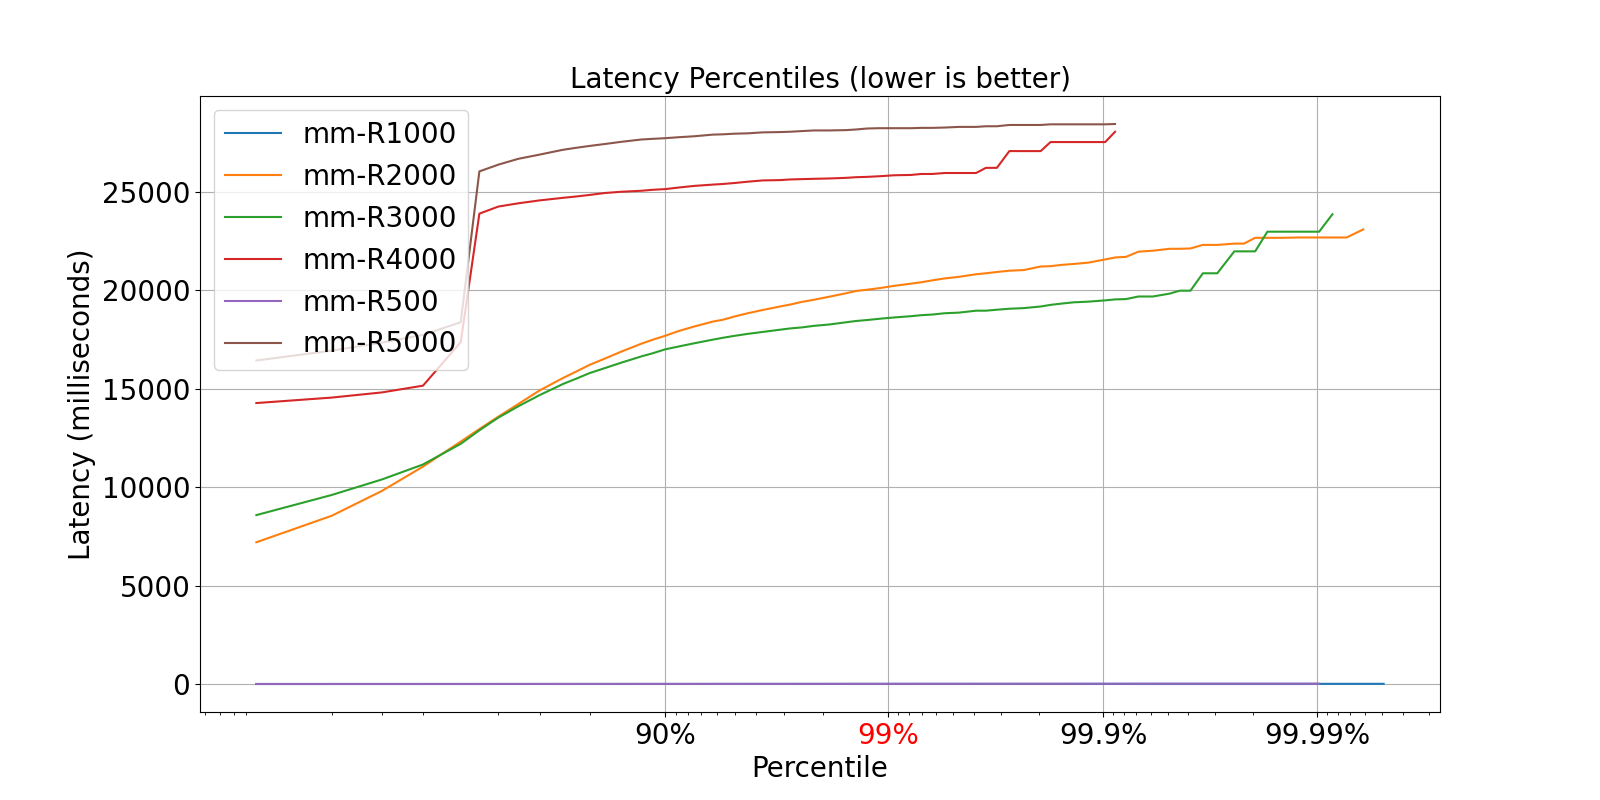 Latency Percentiles (lower is better)
mm-R1000
mm-R2000
mm-R3000
mm-R4000
mm-R500
mm-R5000
25000
20000
15000
10000
5000
0
Latency (milliseconds)
90%
99%
99.9%
99.99%
Percentile